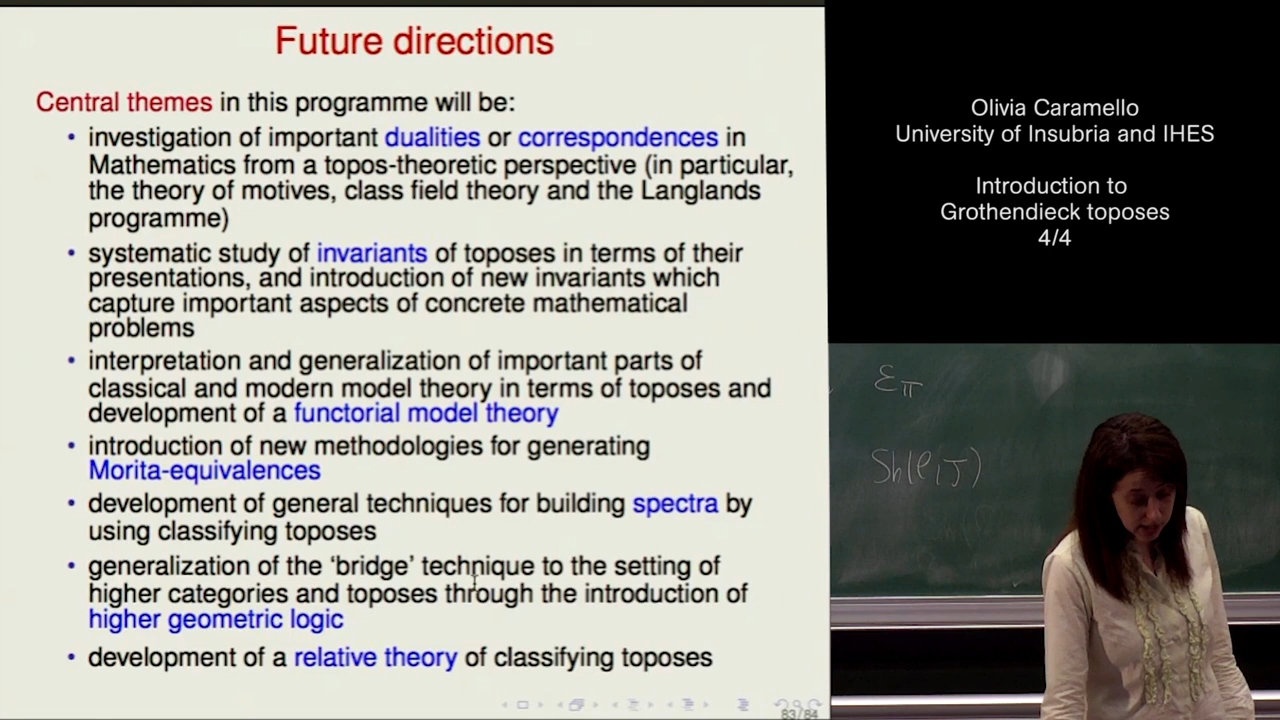 Future directions
Central themes in this programme will be:
• investigation of important dualities or correspondences in
Mathematics from a topos-theoretic perspective (in particular,
the theory of motives, class field theory and the Langlands
programme)
• systematic study of invariants of toposes in terms of their
presentations, and introduction of new invariants which
capture important aspects of concrete mathematical
problems
• interpretation and generalization of important parts of
classical and modern model theory in terms of toposes and
development of a functorial model theory
• introduction of new methodologies for generating
Morita-equivalences
• development of general techniques for building spectra by
using classifying toposes
• generalization of the ‘bridge’ technique to the setting of
higher categories and toposes through the introduction of
higher geometric logic
• development of a relative theory of classifying toposes
83/84
Olivia Caramello
University of Insubria and IHES
Introduction to
Grothendieck toposes
4/4
ℰ_π
Sh(𝒞,J)